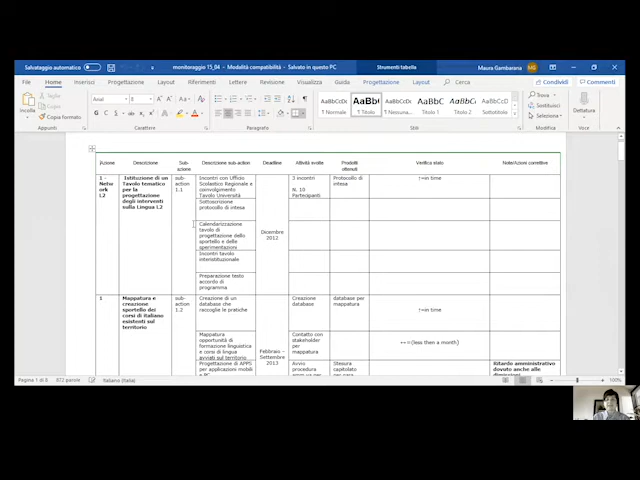 Salvataggio automatico
monitoraggio 15_04 - Modalità compatibilità - Salvato in questo PC
Strumenti tabella
Maura Gambarana
MG
File Home Inserisci Progettazione Layout Riferimenti Lettere Revisione Visualizza Guida Progettazione Layout Cerca
Condividi Commenti
Incolla
Taglia
Copia
Copia formato
Arial
8
AaBbCcDc
AaBb(
AaBbCcDc
AaBbC
AaBbCcC
AaBbCcDc
¶ Normale
¶ Titolo
¶ Nessuna...
Titolo 1
Titolo 2
Sottotitolo
Trova
Sostituisci
Seleziona
Dettatura
Appunti
Carattere
Paragrafo
Stili
Modifica
Voce
Azione
Descrizione
Sub-azione
Descrizione sub-action
Deadline
Attività svolte
Prodotti ottenuti
Verifica stato
Note/Azioni correttive
1 -
Netw
ork
L2
Istituzione di un
Tavolo tematico
per la
progettazione
degli interventi
sulla Lingua L2
sub-
action
1.1
Incontri con Ufficio
Scolastico Regionale e
coinvolgimento
Tavolo Università
Dicembre
2012
3 incontri
N. 10
Partecipanti
Protocollo di
intesa
↑=in time
Sottoscrizione
protocollo di intesa
Calendarizzazione
tavolo di
progettazione dello
sportello e delle
sperimentazioni
Incontri tavolo
interistituzionale
Preparazione testo
accordo di
programma
1
Mappatura e
creazione
sportello dei
corsi di italiano
esistenti sul
territorio
sub-
action
1.2
Creazione di un
database che
raccoglie le pratiche
Febbraio –
Settembre
2013
Creazione
database
database per
mappatura
↑=in time
Mappatura
opportunità di
formazione linguistica
e corsi di lingua
avviati sul territorio
Contatto con
stakeholder
per
mappatura
↔=(less then a month)
Progettazione di APPS
per applicazioni mobili
e PC
Avvio
procedura
Stesura
capitolato per
Ritardo amministrativo
dovuto anche alle
dimissioni
Pagina 1 di 8
872 parole
Italiano (Italia)
100%